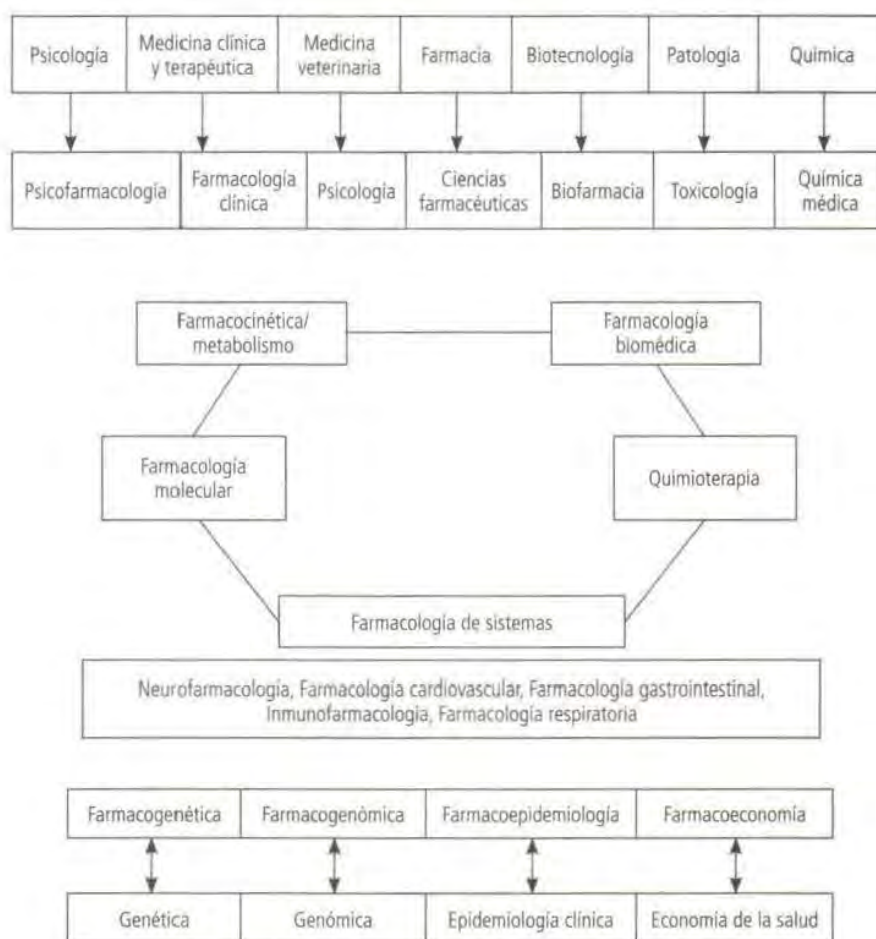 Psicología
Medicina clínica
y terapéutica
Medicina
veterinaria
Farmacia
Biotecnología
Patología
Química
Psicofarmacología
Farmacología
clínica
Psicología
Ciencias
farmacéuticas
Biofarmacia
Toxicología
Química
médica
Farmacocinética/
metabolismo
Farmacología
biomédica
Farmacología
molecular
Quimioterapia
Farmacología de sistemas
Neurofarmacología, Farmacología cardiovascular, Farmacología gastrointestinal,
Inmunofarmacología, Farmacología respiratoria
Farmacogenética
Farmacogenómica
Farmacoepidemiología
Farmacoeconomía
Genética
Genómica
Epidemiología clínica
Economía de la salud